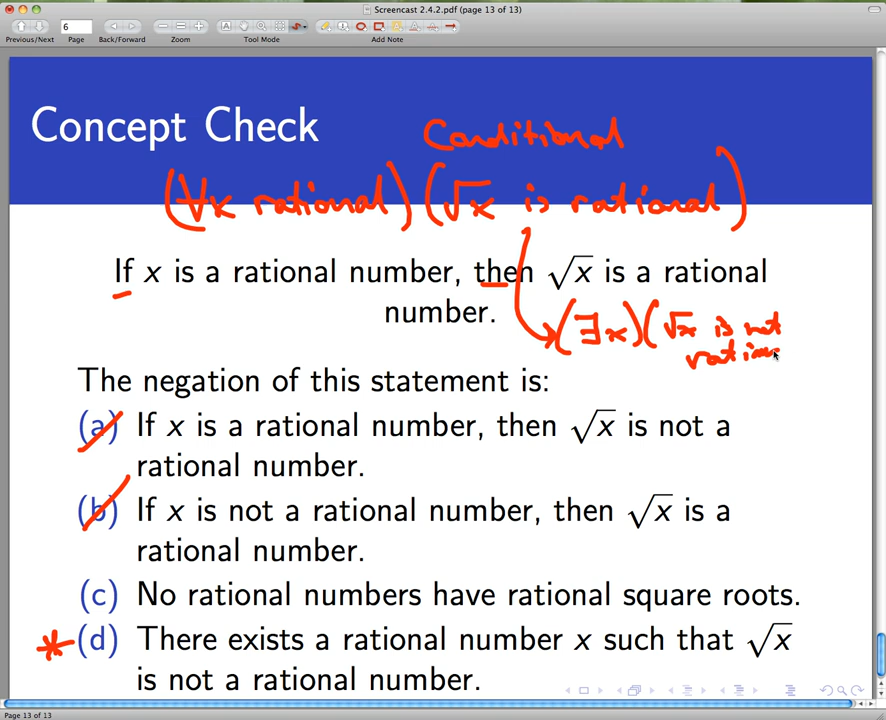 Screencast 2.4.2.pdf (page 13 of 13)
6
Previous/Next Page Back/Forward Zoom Tool Mode Add Note
Concept Check
Conditional
(∀x rational) (√x is rational)
If x is a rational number, then √x is a rational
number.
(∃x)(√x is not
The negation of this statement is:
(a) If x is a rational number, then √x is not a
rational number.
(b) If x is not a rational number, then √x is a
rational number.
(c) No rational numbers have rational square roots.
* (d) There exists a rational number x such that √x
is not a rational number.
Page 13 of 13